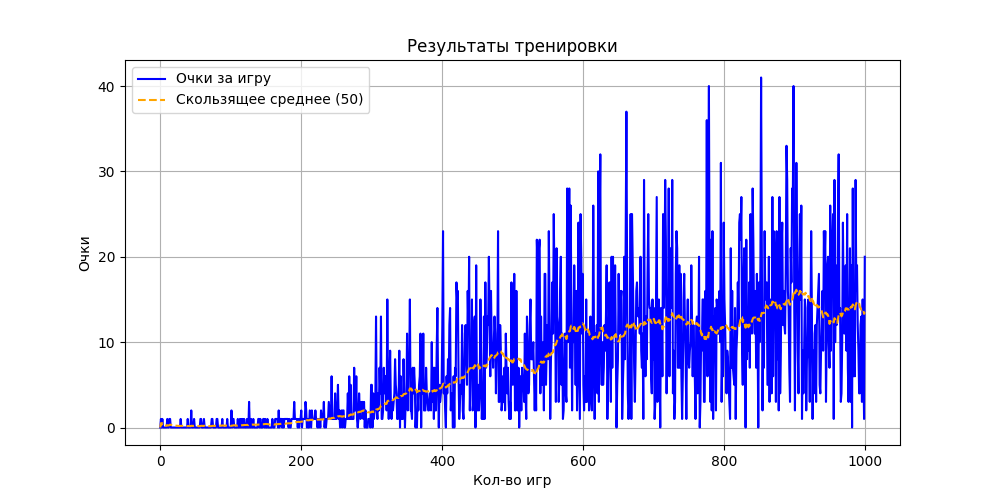 Результаты тренировки
Очки за игру
Скользящее среднее (50)
Очки
40
30
20
10
0
0 200 400 600 800 1000
Кол-во игр